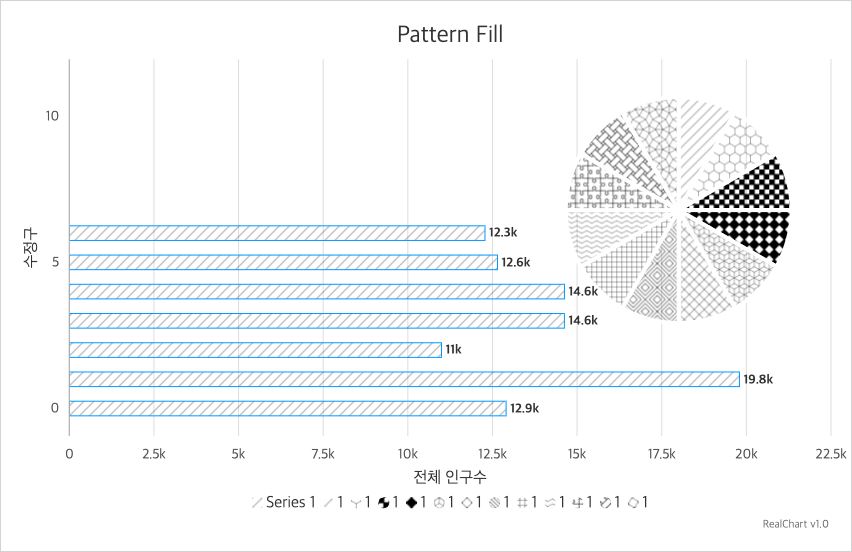 Pattern Fill
10
5
0
수정구
12.3k
12.6k
14.6k
14.6k
11k
19.8k
12.9k
0 2.5k 5k 7.5k 10k 12.5k 15k 17.5k 20k 22.5k
전체 인구수
Series 1 1 1 1 1 1 1 1 1 1 1 1 1
RealChart v1.0